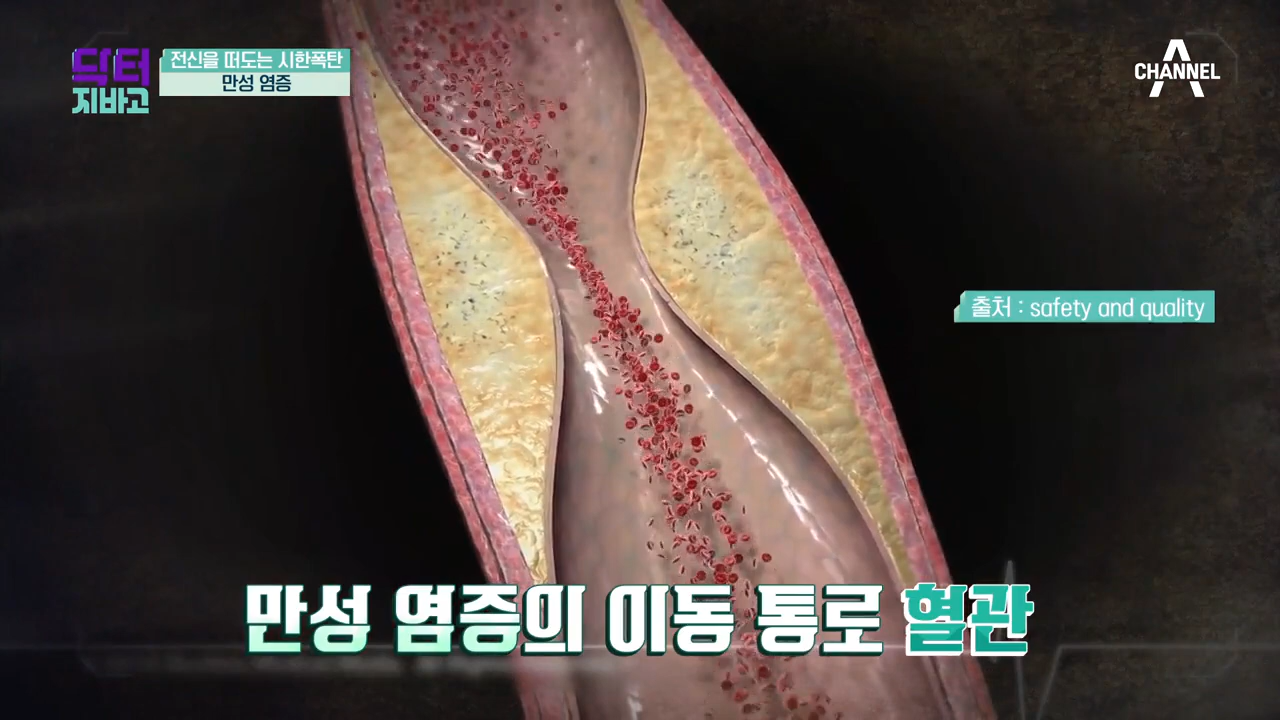 닥터
지바고
전신을 떠도는 시한폭탄
만성 염증
CHANNEL A
출처 : safety and quality
만성 염증의 이동 통로 혈관